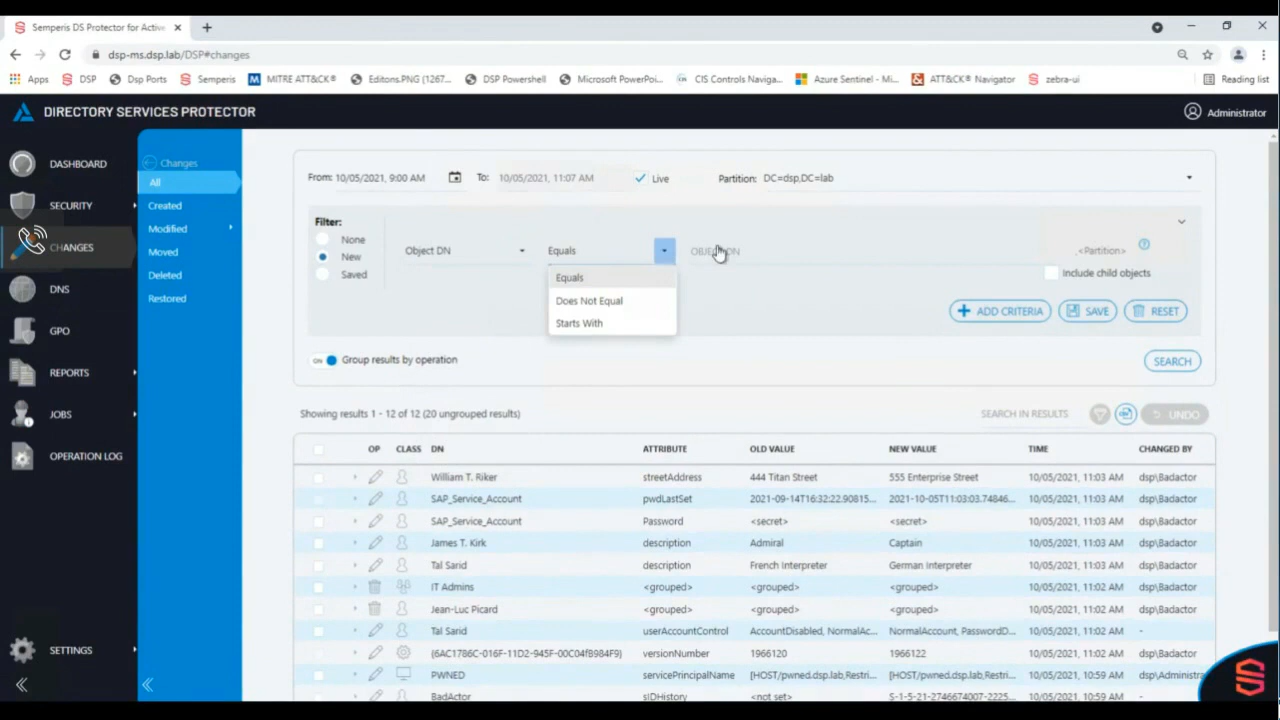 Semperis DS Protector for Active
dsp-ms.dsp.lab/DSP#changes
Apps DSP Dsp Ports Semperis MITRE ATT&CK® Editons.PNG (1267... DSP Powershell Microsoft PowerPoi... CIS Controls Naviga... Azure Sentinel - Mi... ATT&CK® Navigator zebra-ui Reading list
DIRECTORY SERVICES PROTECTOR Administrator
DASHBOARD
SECURITY
CHANGES
DNS
GPO
REPORTS
JOBS
OPERATION LOG
SETTINGS
Changes
All
Created
Modified
Moved
Deleted
Restored
From: 10/05/2021, 9:00 AM To: 10/05/2021, 11:07 AM Live Partition: DC=dsp,DC=lab
Filter:
None
New
Saved
Object DN Equals OBJECT DN ,<Partition>
Equals
Does Not Equal
Starts With
Include child objects
ADD CRITERIA SAVE RESET
ON Group results by operation SEARCH
Showing results 1 - 12 of 12 (20 ungrouped results) SEARCH IN RESULTS UNDO
OP CLASS DN ATTRIBUTE OLD VALUE NEW VALUE TIME CHANGED BY
William T. Riker streetAddress 444 Titan Street 555 Enterprise Street 10/05/2021, 11:03 AM dsp\Badactor
SAP_Service_Account pwdLastSet 2021-09-14T16:32:22.90815... 2021-10-05T11:03:03.74846... 10/05/2021, 11:03 AM dsp\Badactor
SAP_Service_Account Password <secret> <secret> 10/05/2021, 11:03 AM dsp\Badactor
James T. Kirk description Admiral Captain 10/05/2021, 11:03 AM dsp\Badactor
Tal Sarid description French Interpreter German Interpreter 10/05/2021, 11:03 AM dsp\Badactor
IT Admins <grouped> <grouped> <grouped> 10/05/2021, 11:02 AM dsp\Badactor
Jean-Luc Picard <grouped> <grouped> <grouped> 10/05/2021, 11:02 AM dsp\Badactor
Tal Sarid userAccountControl AccountDisabled, NormalAc... NormalAccount, PasswordD... 10/05/2021, 11:02 AM -
{6AC1786C-016F-11D2-945F-00C04fB984F9} versionNumber 1966120 1966122 10/05/2021, 11:02 AM dsp\Badactor
PWNED servicePrincipalName [HOST/pwned.dsp.lab,Restri... [HOST/pwned.dsp.lab,Restri... 10/05/2021, 10:59 AM dsp\Administra
BadActor sIDHistory <not set> S-1-5-21-2746674007-2225... 10/05/2021, 10:59 AM dsp\Badactor